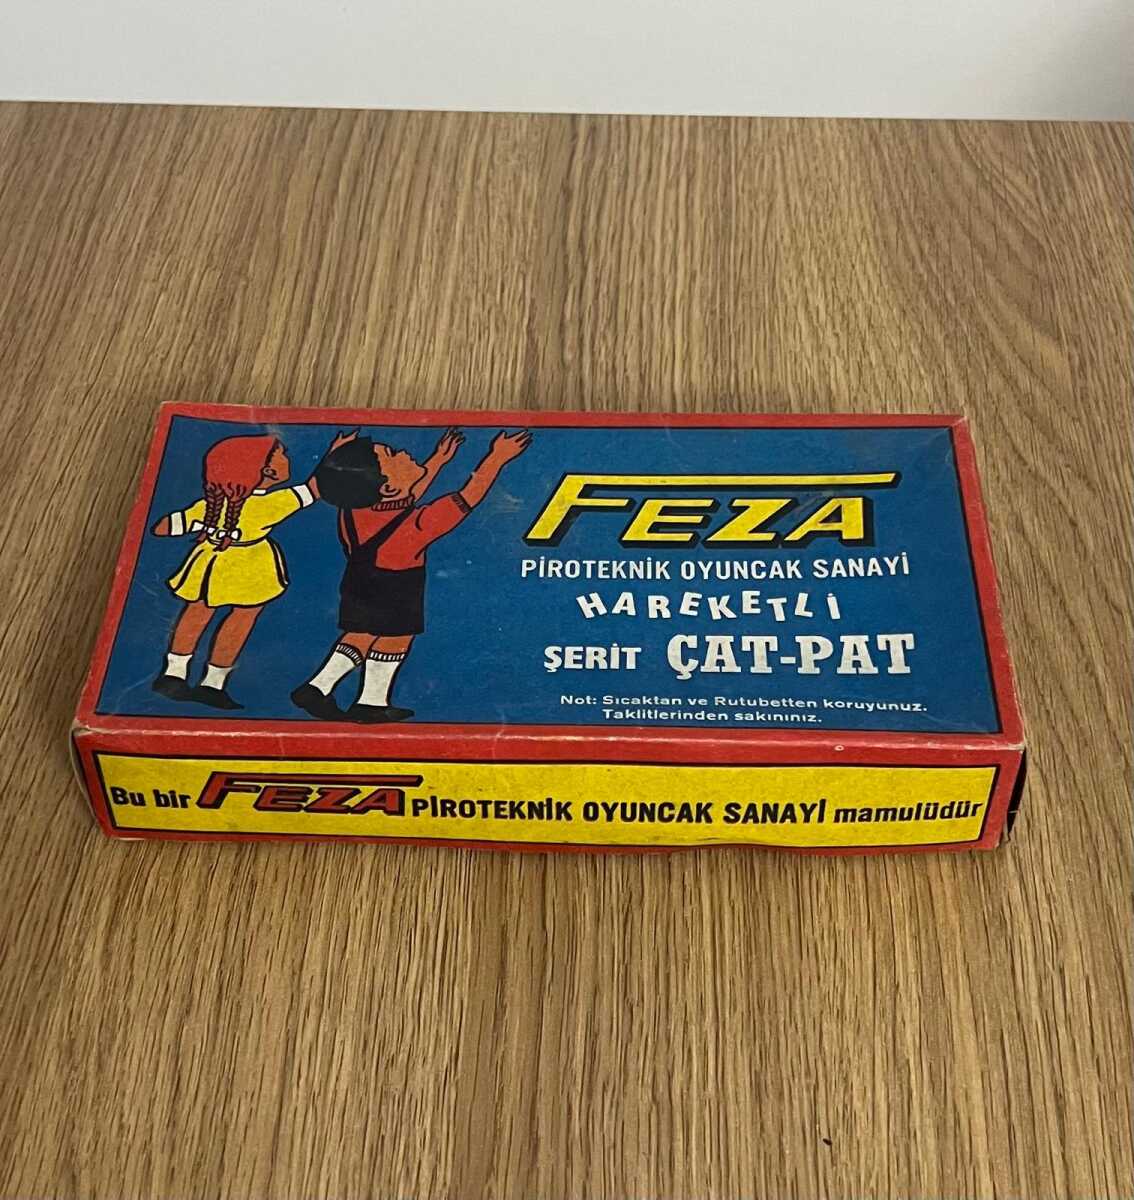 FEZA
PİROTEKNİK OYUNCAK SANAYİ
HAREKETLİ
ŞERİT ÇAT-PAT
Not: Sıcaktan ve Rutubetten koruyunuz.
Taklitlerinden sakınınız.
Bu bir FEZA PİROTEKNİK OYUNCAK SANAYİ mamulüdür